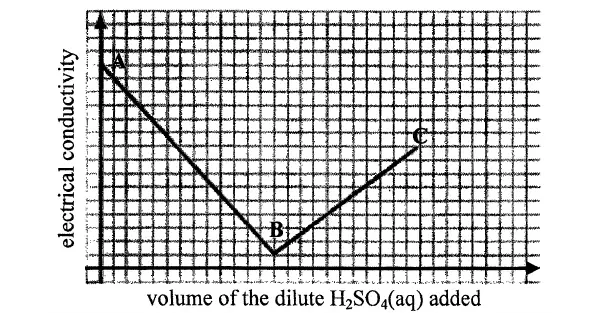 A
electrical conductivity
C
B
volume of the dilute H₂SO₄(aq) added